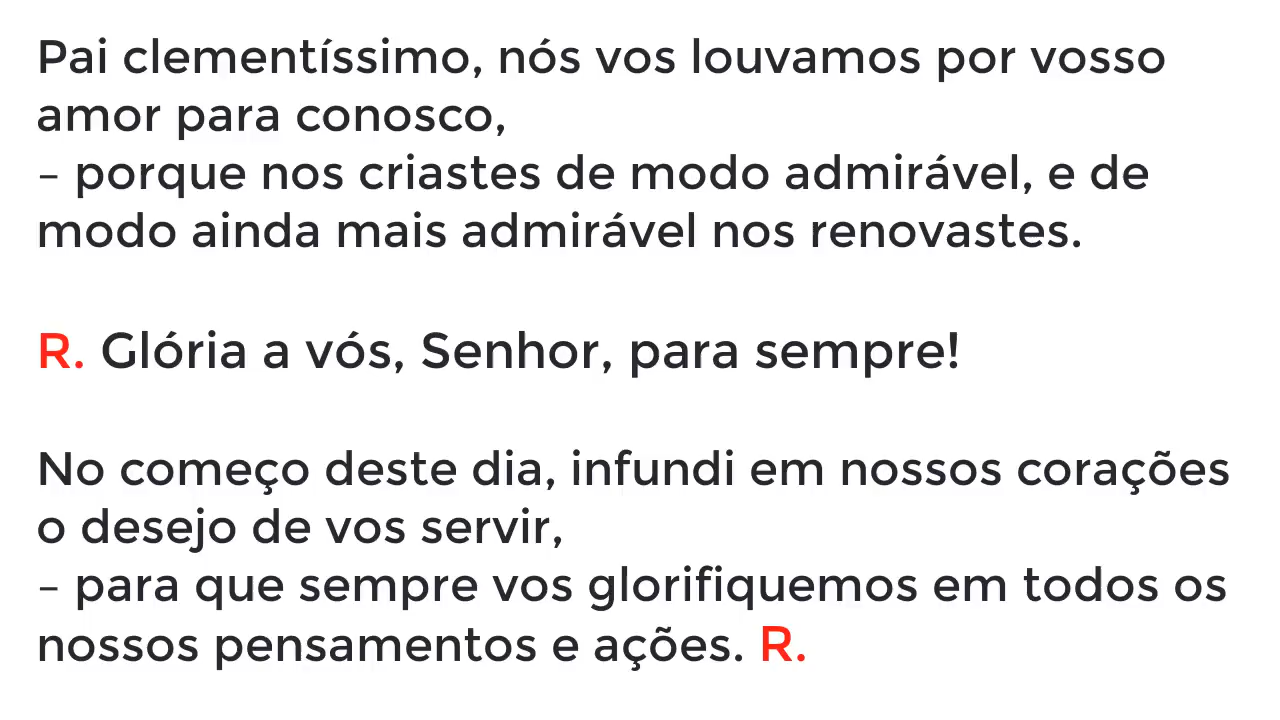 Pai clementíssimo, nós vos louvamos por vosso
amor para conosco,
– porque nos criastes de modo admirável, e de
modo ainda mais admirável nos renovastes.
R. Glória a vós, Senhor, para sempre!
No começo deste dia, infundi em nossos corações
o desejo de vos servir,
– para que sempre vos glorifiquemos em todos os
nossos pensamentos e ações. R.